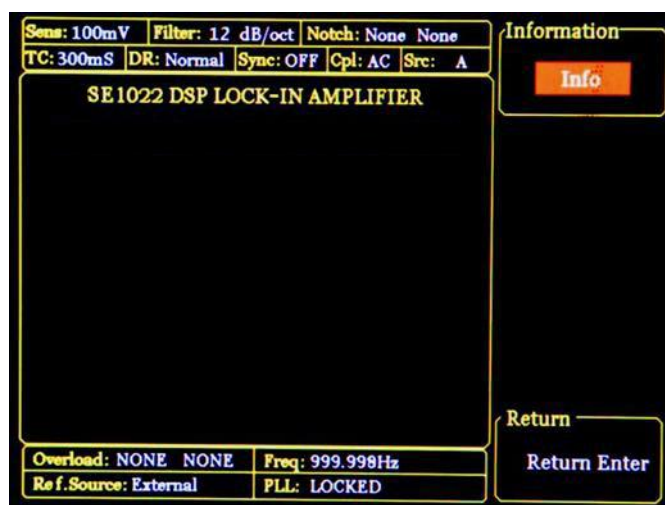 Sens: 100mV Filter: 12 dB/oct Notch: None None
TC: 300mS DR: Normal Sync: OFF Cpl: AC Src: A
SE1022 DSP LOCK-IN AMPLIFIER
Overload: NONE NONE Freq: 999.999Hz
Ref.Source: External PLL: LOCKED
Information
Info
Return
Return Enter